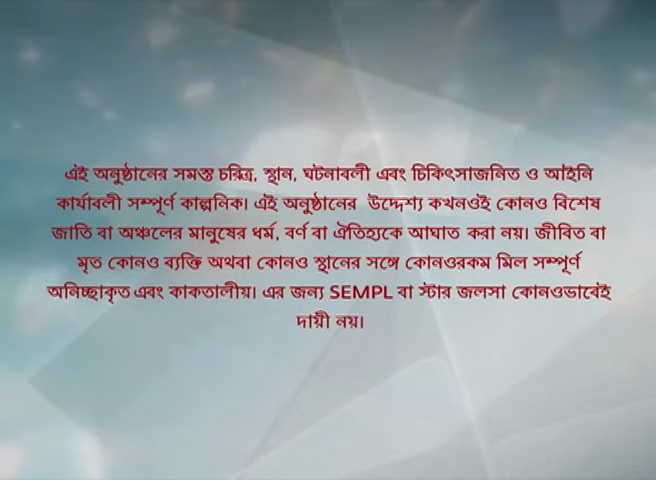 এই অনুষ্ঠানের সমস্ত চরিত্র, স্থান, ঘটনাবলী এবং চিকিৎসাজনিত ও আইনি
কার্যাবলী সম্পূর্ণ কাল্পনিক। এই অনুষ্ঠানের উদ্দেশ্য কখনওই কোনও বিশেষ
জাতি বা অঞ্চলের মানুষের ধর্ম, বর্ণ বা ঐতিহ্যকে আঘাত করা নয়। জীবিত বা
মৃত কোনও ব্যক্তি অথবা কোনও স্থানের সঙ্গে কোনওরকম মিল সম্পূর্ণ
অনিচ্ছাকৃত এবং কাকতালীয়। এর জন্য SEMPL বা স্টার জলসা কোনওভাবেই
দায়ী নয়।